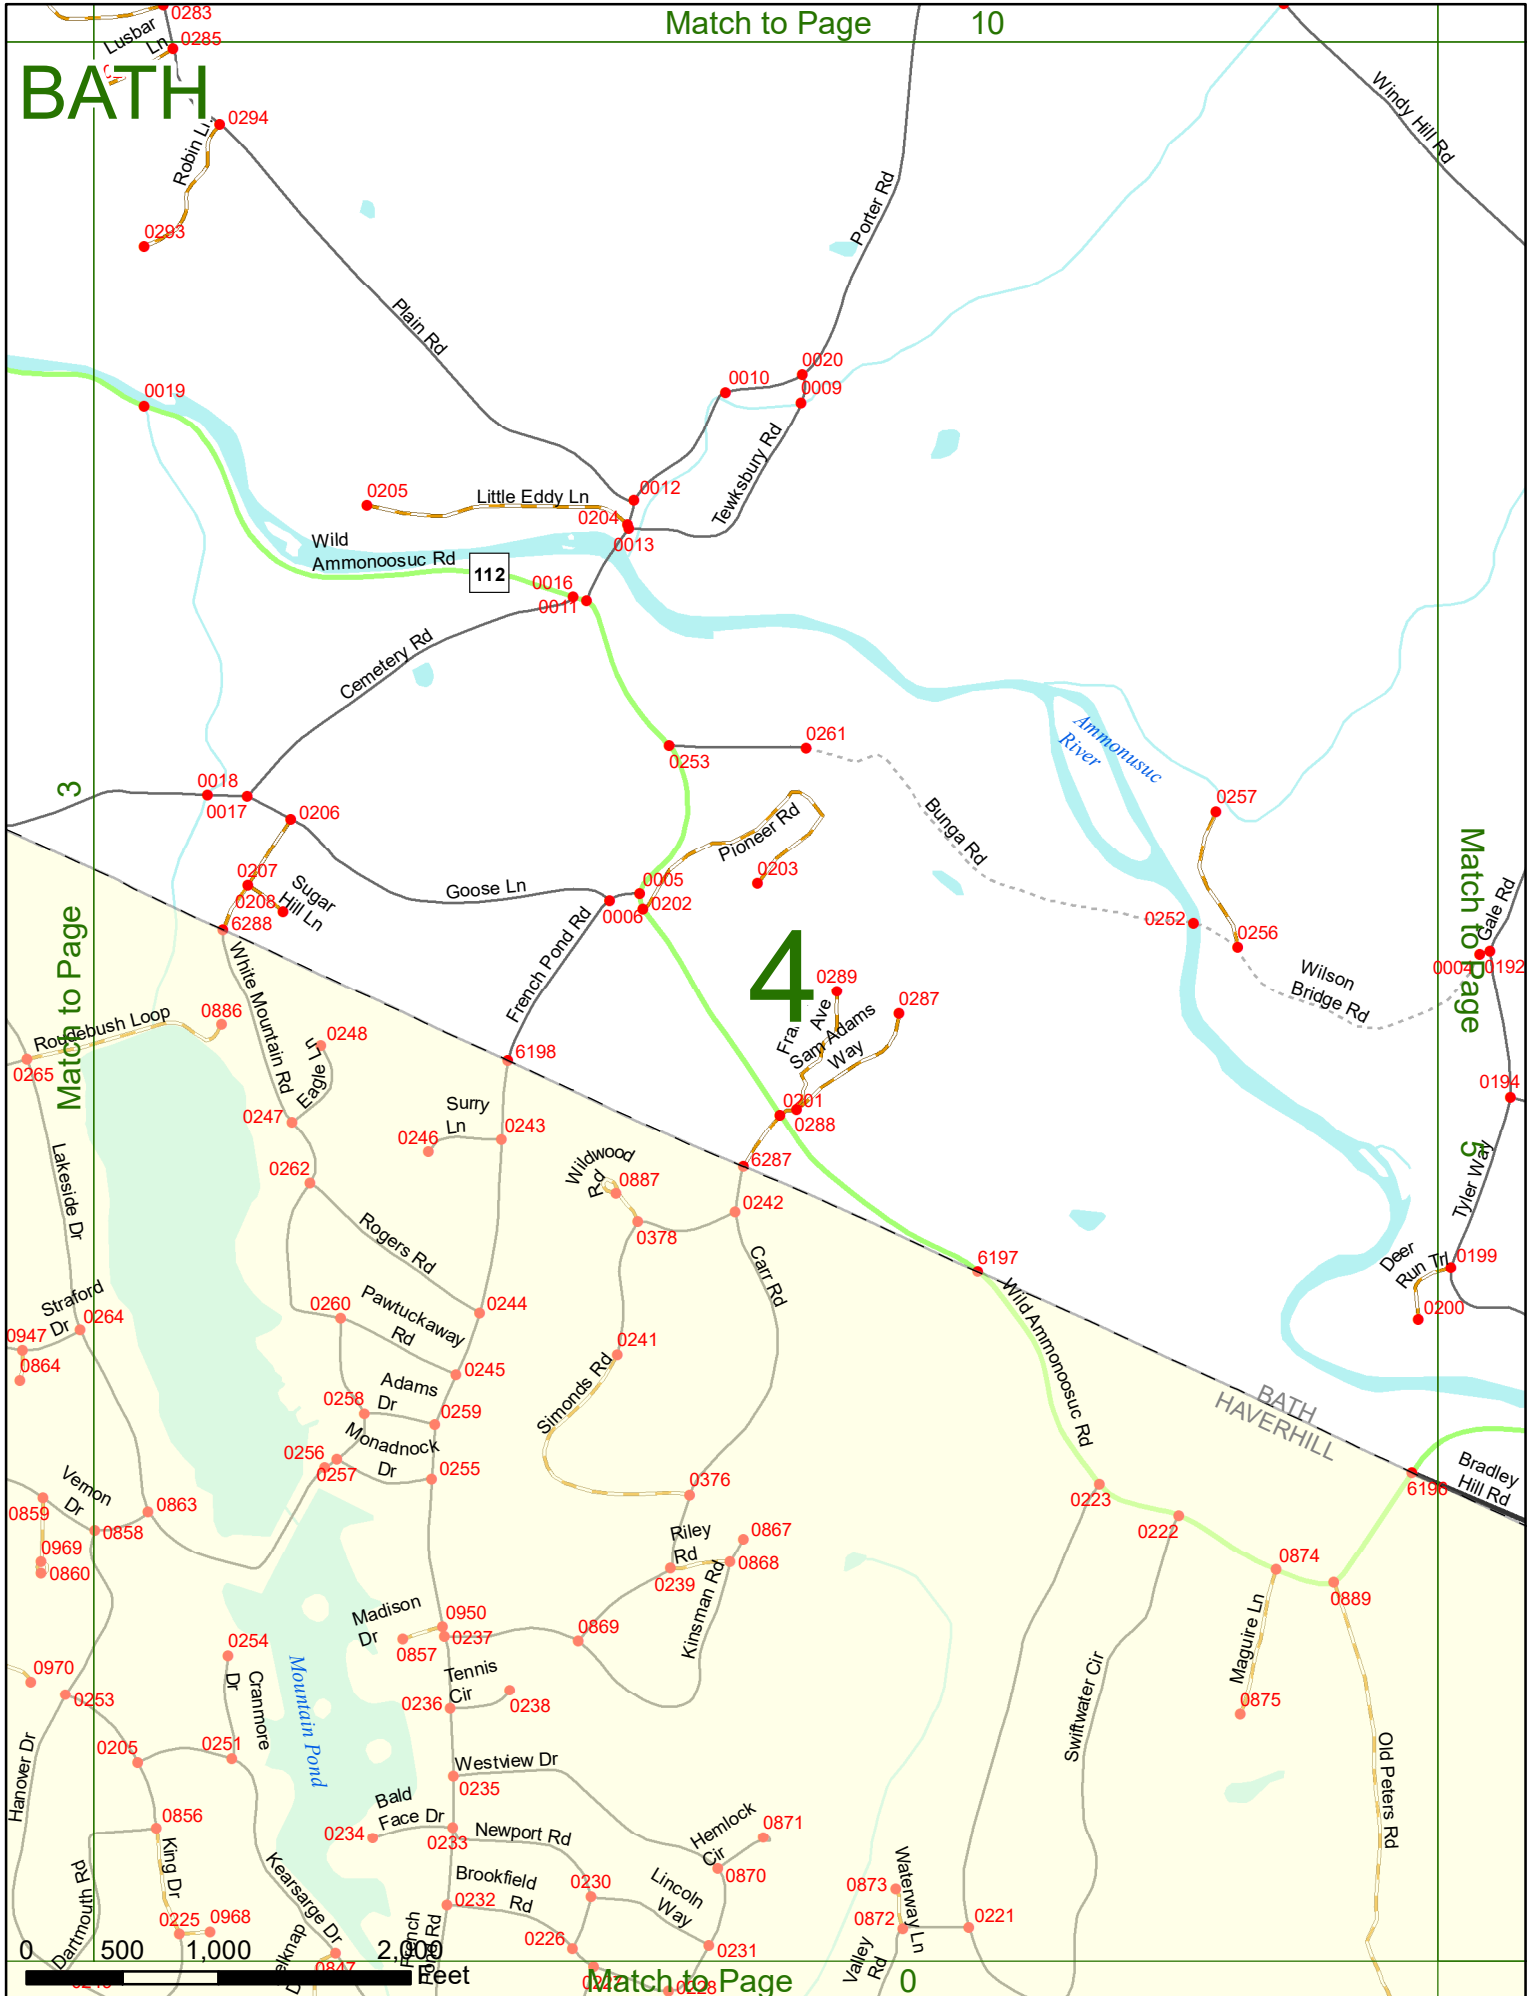 Match to Page 10
0283
Lusbar
Ln
0285
BATH
0294
Robin Ln
0293
Windy Hill Rd
Porter Rd
Plain Rd
0019
0020
0010
0009
Tewksbury Rd
0205
Little Eddy Ln
0012
0204
0013
Wild
Ammonoosuc Rd
112
0016
0011
Cemetery Rd
Ammonusuc
River
0261
0253
0018
0017
0206
3
Match to Page
0257
Bunga Rd
Pioneer Rd
0203
0207
0208
Sugar
Hill Ln
Goose Ln
0005
0006
0202
6288
0252
0256
Gale Rd
0004
0192
Match to Page
5
4
French Pond Rd
Wilson
Bridge Rd
0289
0287
Fra
Ave
Sam Adams
Way
White Mountain Rd
0886
Roudebush Loop
0265
0248
Eagle Ln
6198
0247
Surry
Ln
0243
0246
0201
0288
0194
6287
Wildwood
Rd
0887
0262
0242
0378
Lakeside Dr
Rogers Rd
Carr Rd
Tyler Way
6197
Deer
Run Trl
0199
0200
Straford
Dr
0264
0947
0864
0260
Pawtuckaway
Rd
0244
0241
0245
Wild Ammonoosuc Rd
Adams
Dr
0258
0259
Simonds Rd
BATH
HAVERHILL
Monadnock
Dr
0256
0257
0255
Bradley
Hill Rd
6196
0376
0223
0222
Vernon
Dr
0859
0863
0858
0969
0860
Riley
Rd
0867
0868
0239
Kinsman Rd
0874
0889
Maguire Ln
Madison
Dr
0950
0237
0857
0869
0254
Cranmore
Dr
0970
0253
Mountain Pond
Tennis
Cir
0236
0238
0875
Swiftwater Cir
Old Peters Rd
0205
0251
Hanover Dr
Westview Dr
0235
Bald
Face Dr
0234
0233
Newport Rd
0856
King Dr
Hemlock
Cir
0871
0870
Kearsarge Dr
Dartmouth Rd
Brookfield
Rd
0232
0230
Lincoln
Way
0873
Waterway Ln
0872
0221
0225
0968
0226
0231
Valley
Rd
French
Pond Rd
0847
0227
0228
0 500 1,000 2,000
Feet
Match to Page 0